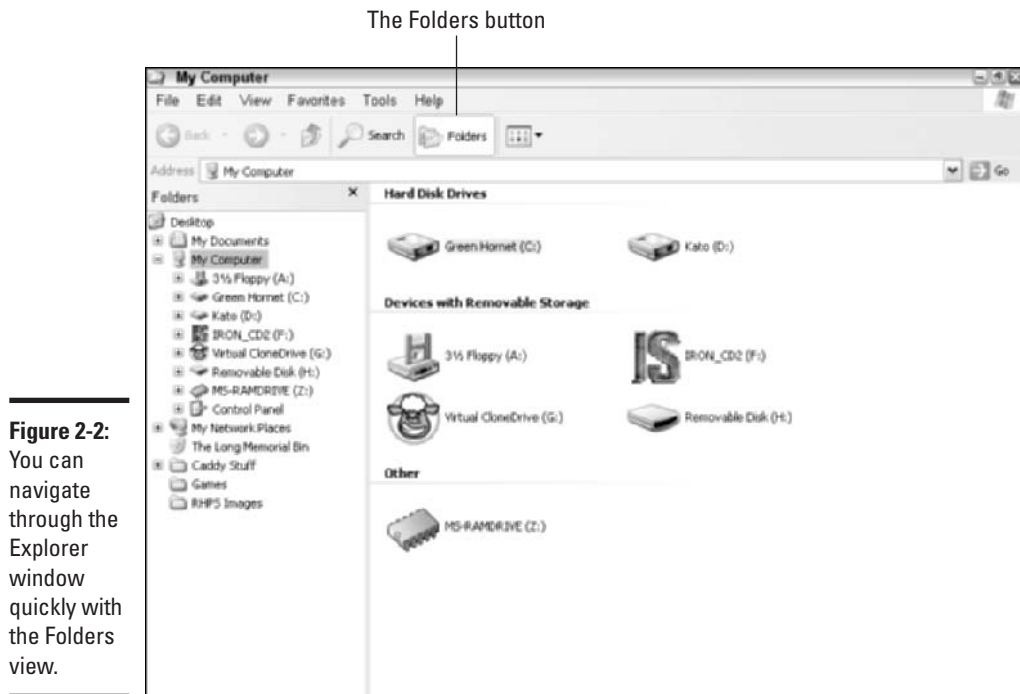 The Folders button
My Computer
File Edit View Favorites Tools Help
Back Search Folders
Address My Computer Go
Folders
Desktop
My Documents
My Computer
3½ Floppy (A:)
Green Hornet (C:)
Kato (D:)
IRON_CD2 (F:)
Virtual CloneDrive (G:)
Removable Disk (H:)
MS-RAMDRIVE (Z:)
Control Panel
My Network Places
The Long Memorial Bin
Caddy Stuff
Games
RHPS Images
Hard Disk Drives
Green Hornet (C:) Kato (D:)
Devices with Removable Storage
3½ Floppy (A:) IS IRON_CD2 (F:)
Virtual CloneDrive (G:) Removable Disk (H:)
Other
MS-RAMDRIVE (Z:)
Figure 2-2:
You can
navigate
through the
Explorer
window
quickly with
the Folders
view.